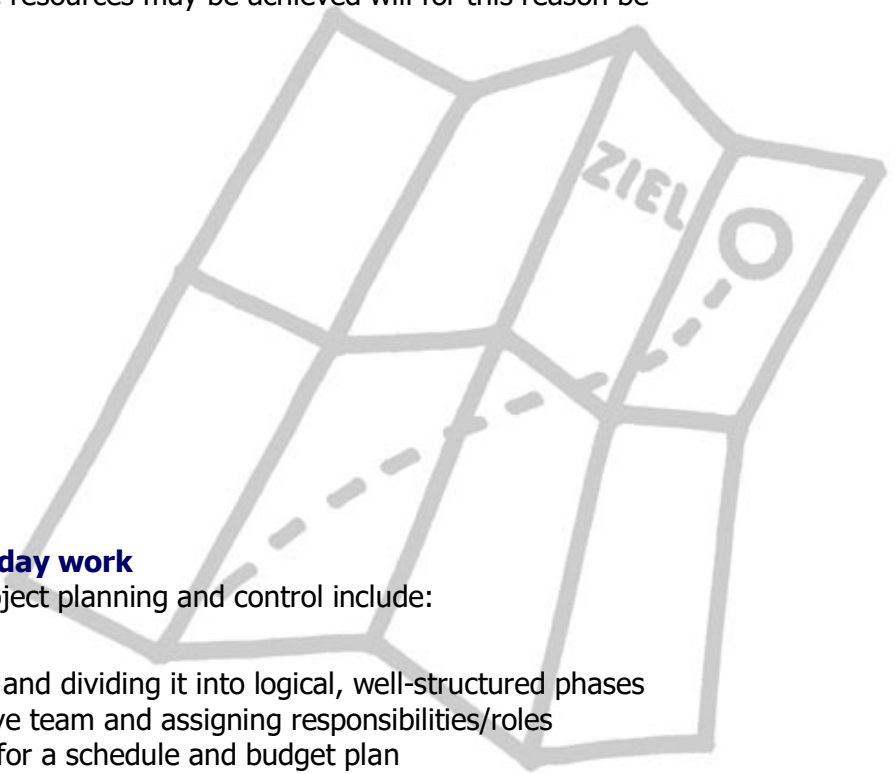 resources may be achieved will for this reason be
ZIEL
day work
ject planning and control include:
and dividing it into logical, well-structured phases
ve team and assigning responsibilities/roles
for a schedule and budget plan